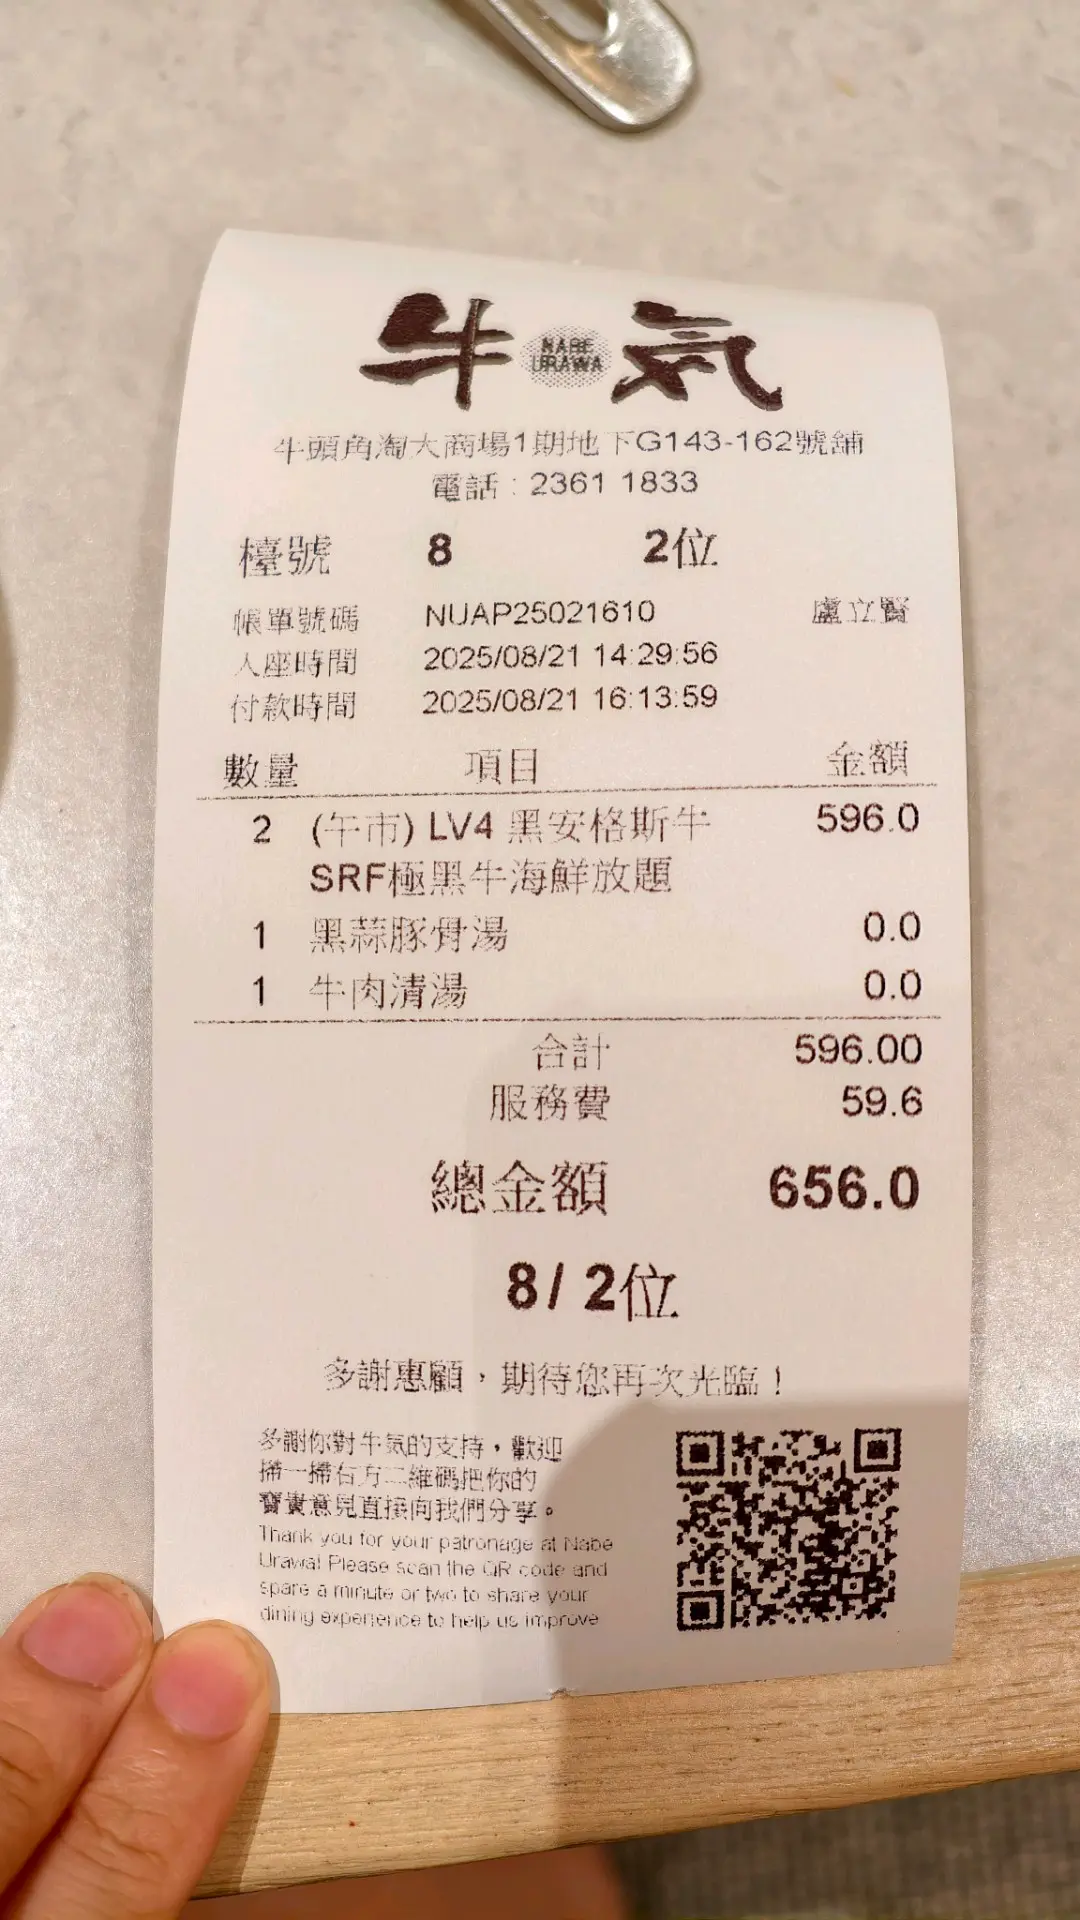 牛気
NABE
URAWA
牛頭角淘大商場1期地下G143-162號舖
電話 : 2361 1833
檯號 8 2位
帳單號碼 NUAP25021610 盧立賢
入座時間 2025/08/21 14:29:56
付款時間 2025/08/21 16:13:59
數量 項目 金額
2 (午市) LV4 黑安格斯牛 596.0
SRF極黑牛海鮮放題
1 黑蒜豚骨湯 0.0
1 牛肉清湯 0.0
合計 596.00
服務費 59.6
總金額 656.0
8/ 2位
多謝惠顧，期待您再次光臨！
多謝你對牛気的支持，歡迎
掃一掃右方二維碼把你的
寶貴意見直接向我們分享。
Thank you for your patronage at Nabe
Urawa! Please scan the QR code and
spare a minute or two to share your
dining experience to help us improve